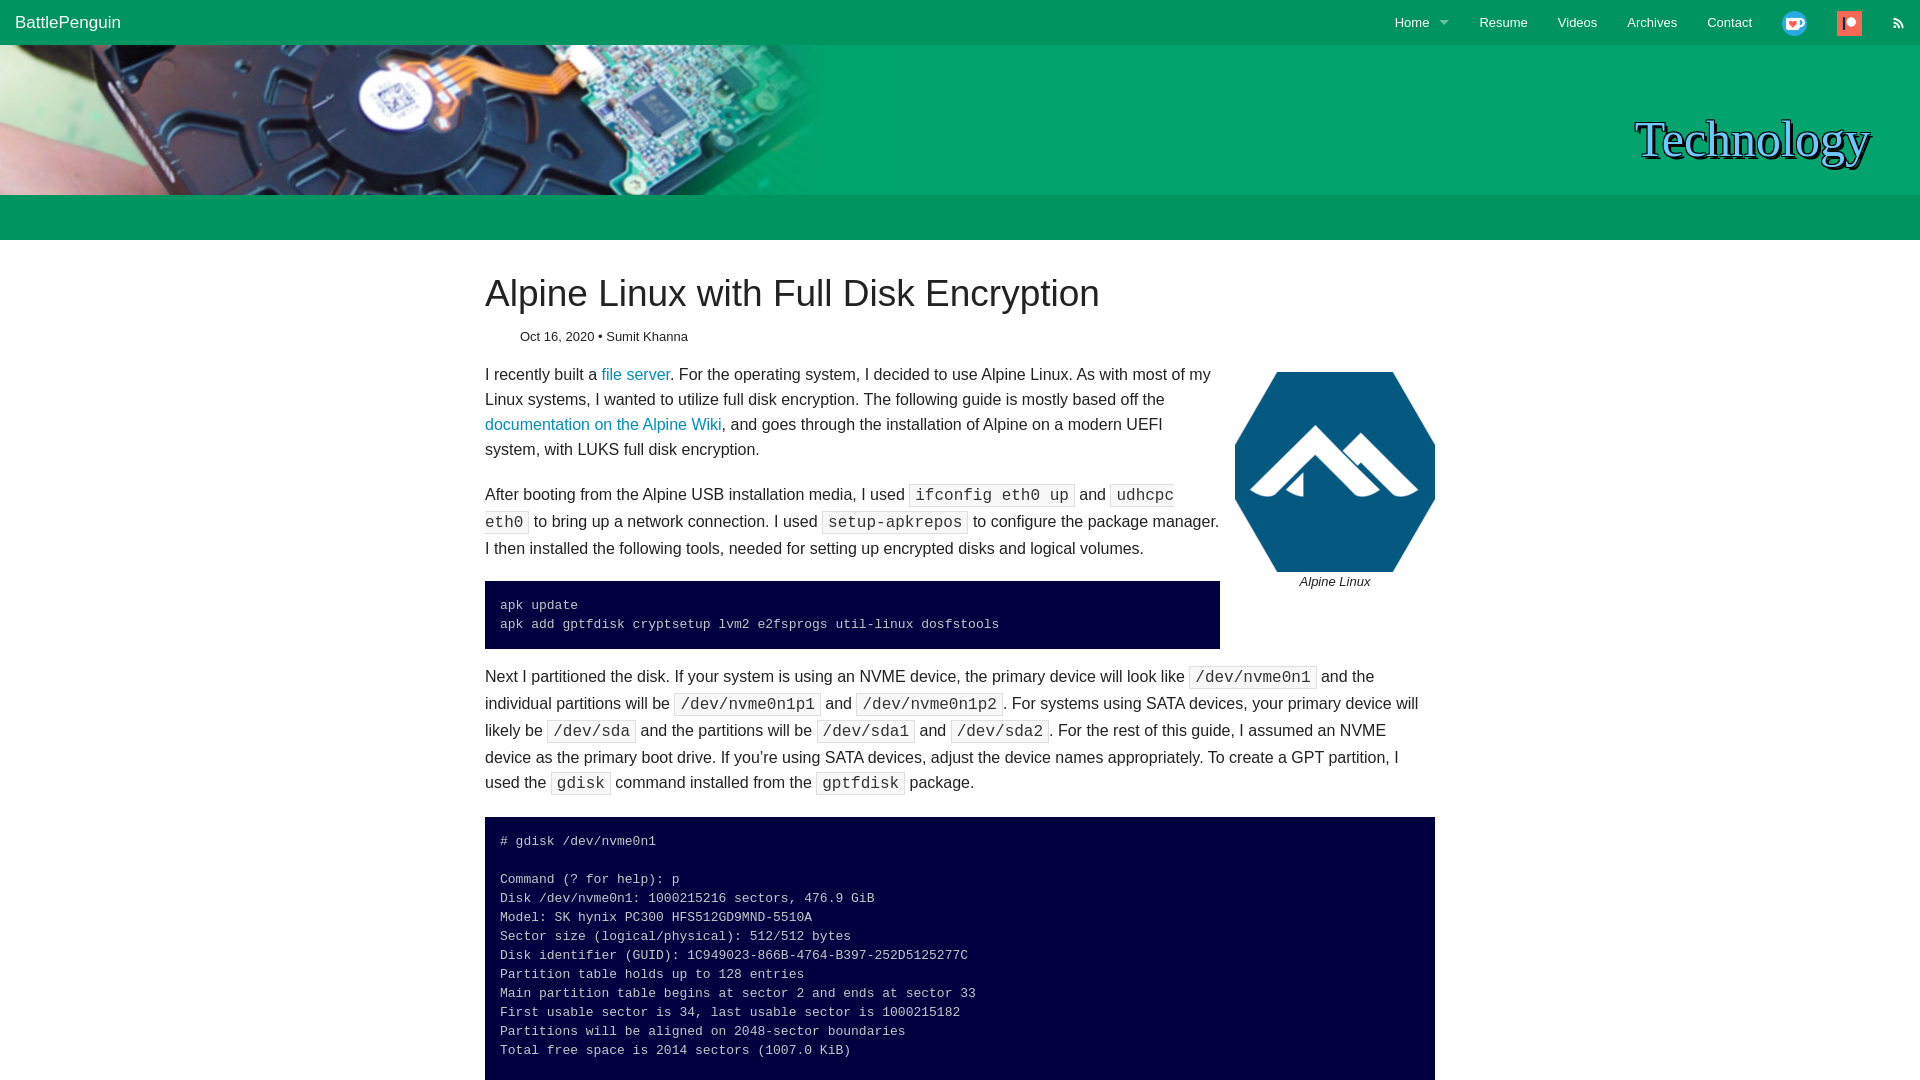 BattlePenguin
Home
Resume
Videos
Archives
Contact
Technology
Alpine Linux with Full Disk Encryption
Oct 16, 2020 • Sumit Khanna
I recently built a file server. For the operating system, I decided to use Alpine Linux. As with most of my
Linux systems, I wanted to utilize full disk encryption. The following guide is mostly based off the
documentation on the Alpine Wiki, and goes through the installation of Alpine on a modern UEFI
system, with LUKS full disk encryption.
Alpine Linux
After booting from the Alpine USB installation media, I used ifconfig eth0 up and udhcpc
eth0 to bring up a network connection. I used setup-apkrepos to configure the package manager.
I then installed the following tools, needed for setting up encrypted disks and logical volumes.
apk update
apk add gptfdisk cryptsetup lvm2 e2fsprogs util-linux dosfstools
Next I partitioned the disk. If your system is using an NVME device, the primary device will look like /dev/nvme0n1 and the
individual partitions will be /dev/nvme0n1p1 and /dev/nvme0n1p2. For systems using SATA devices, your primary device will
likely be /dev/sda and the partitions will be /dev/sda1 and /dev/sda2. For the rest of this guide, I assumed an NVME
device as the primary boot drive. If you’re using SATA devices, adjust the device names appropriately. To create a GPT partition, I
used the gdisk command installed from the gptfdisk package.
# gdisk /dev/nvme0n1
Command (? for help): p
Disk /dev/nvme0n1: 1000215216 sectors, 476.9 GiB
Model: SK hynix PC300 HFS512GD9MND-5510A
Sector size (logical/physical): 512/512 bytes
Disk identifier (GUID): 1C949023-866B-4764-B397-252D5125277C
Partition table holds up to 128 entries
Main partition table begins at sector 2 and ends at sector 33
First usable sector is 34, last usable sector is 1000215182
Partitions will be aligned on 2048-sector boundaries
Total free space is 2014 sectors (1007.0 KiB)